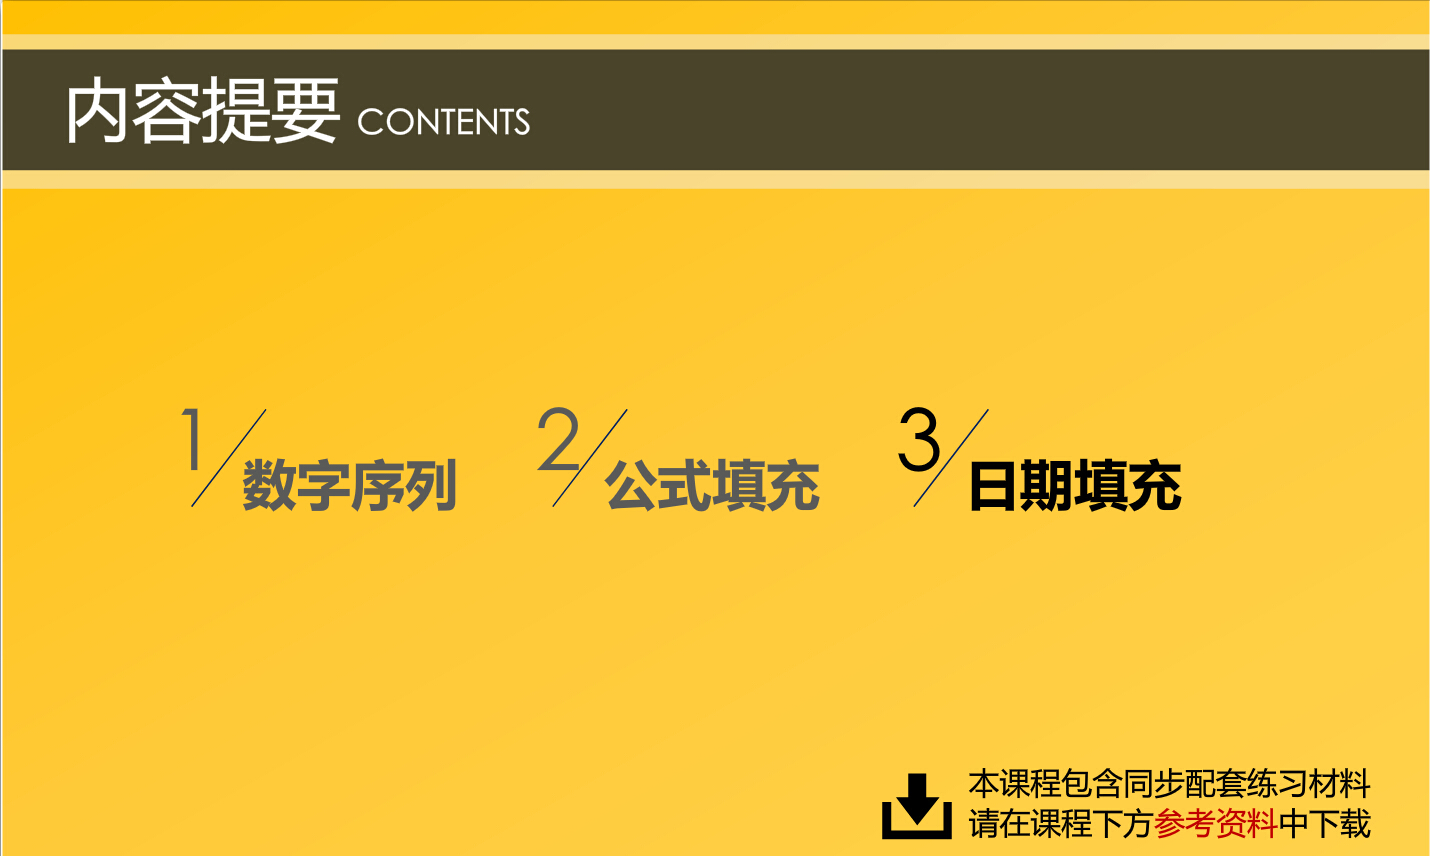 内容提要 CONTENTS
1 数字序列
2 公式填充
3 日期填充
本课程包含同步配套练习材料
请在课程下方参考资料中下载